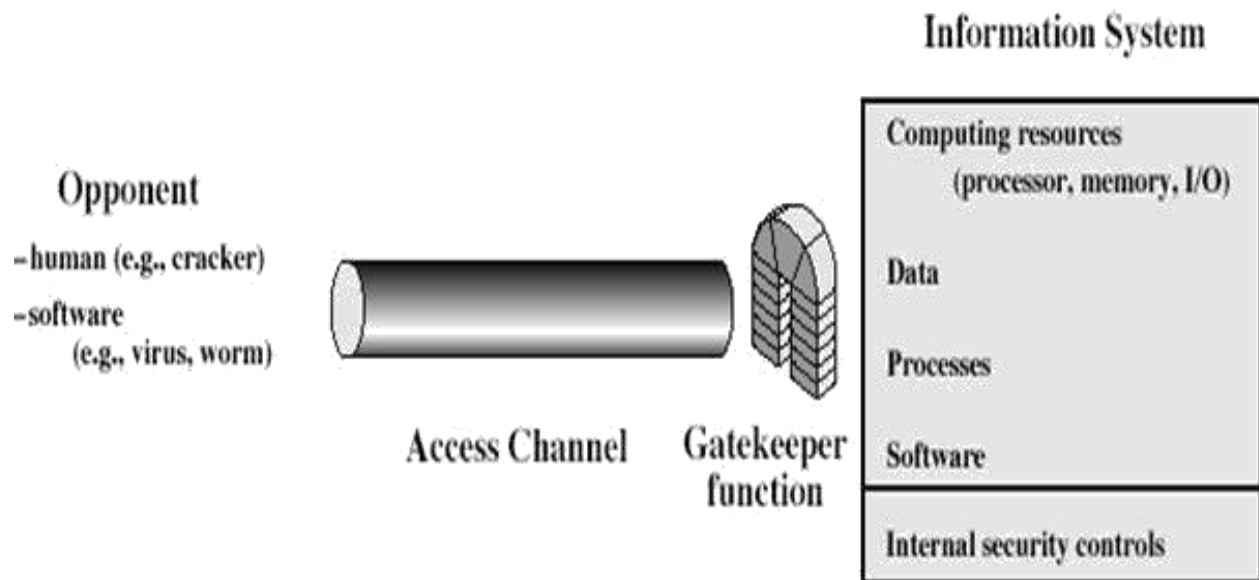 Information System
Opponent
–human (e.g., cracker)
–software
(e.g., virus, worm)
Access Channel
Gatekeeper
function
Computing resources
(processor, memory, I/O)
Data
Processes
Software
Internal security controls